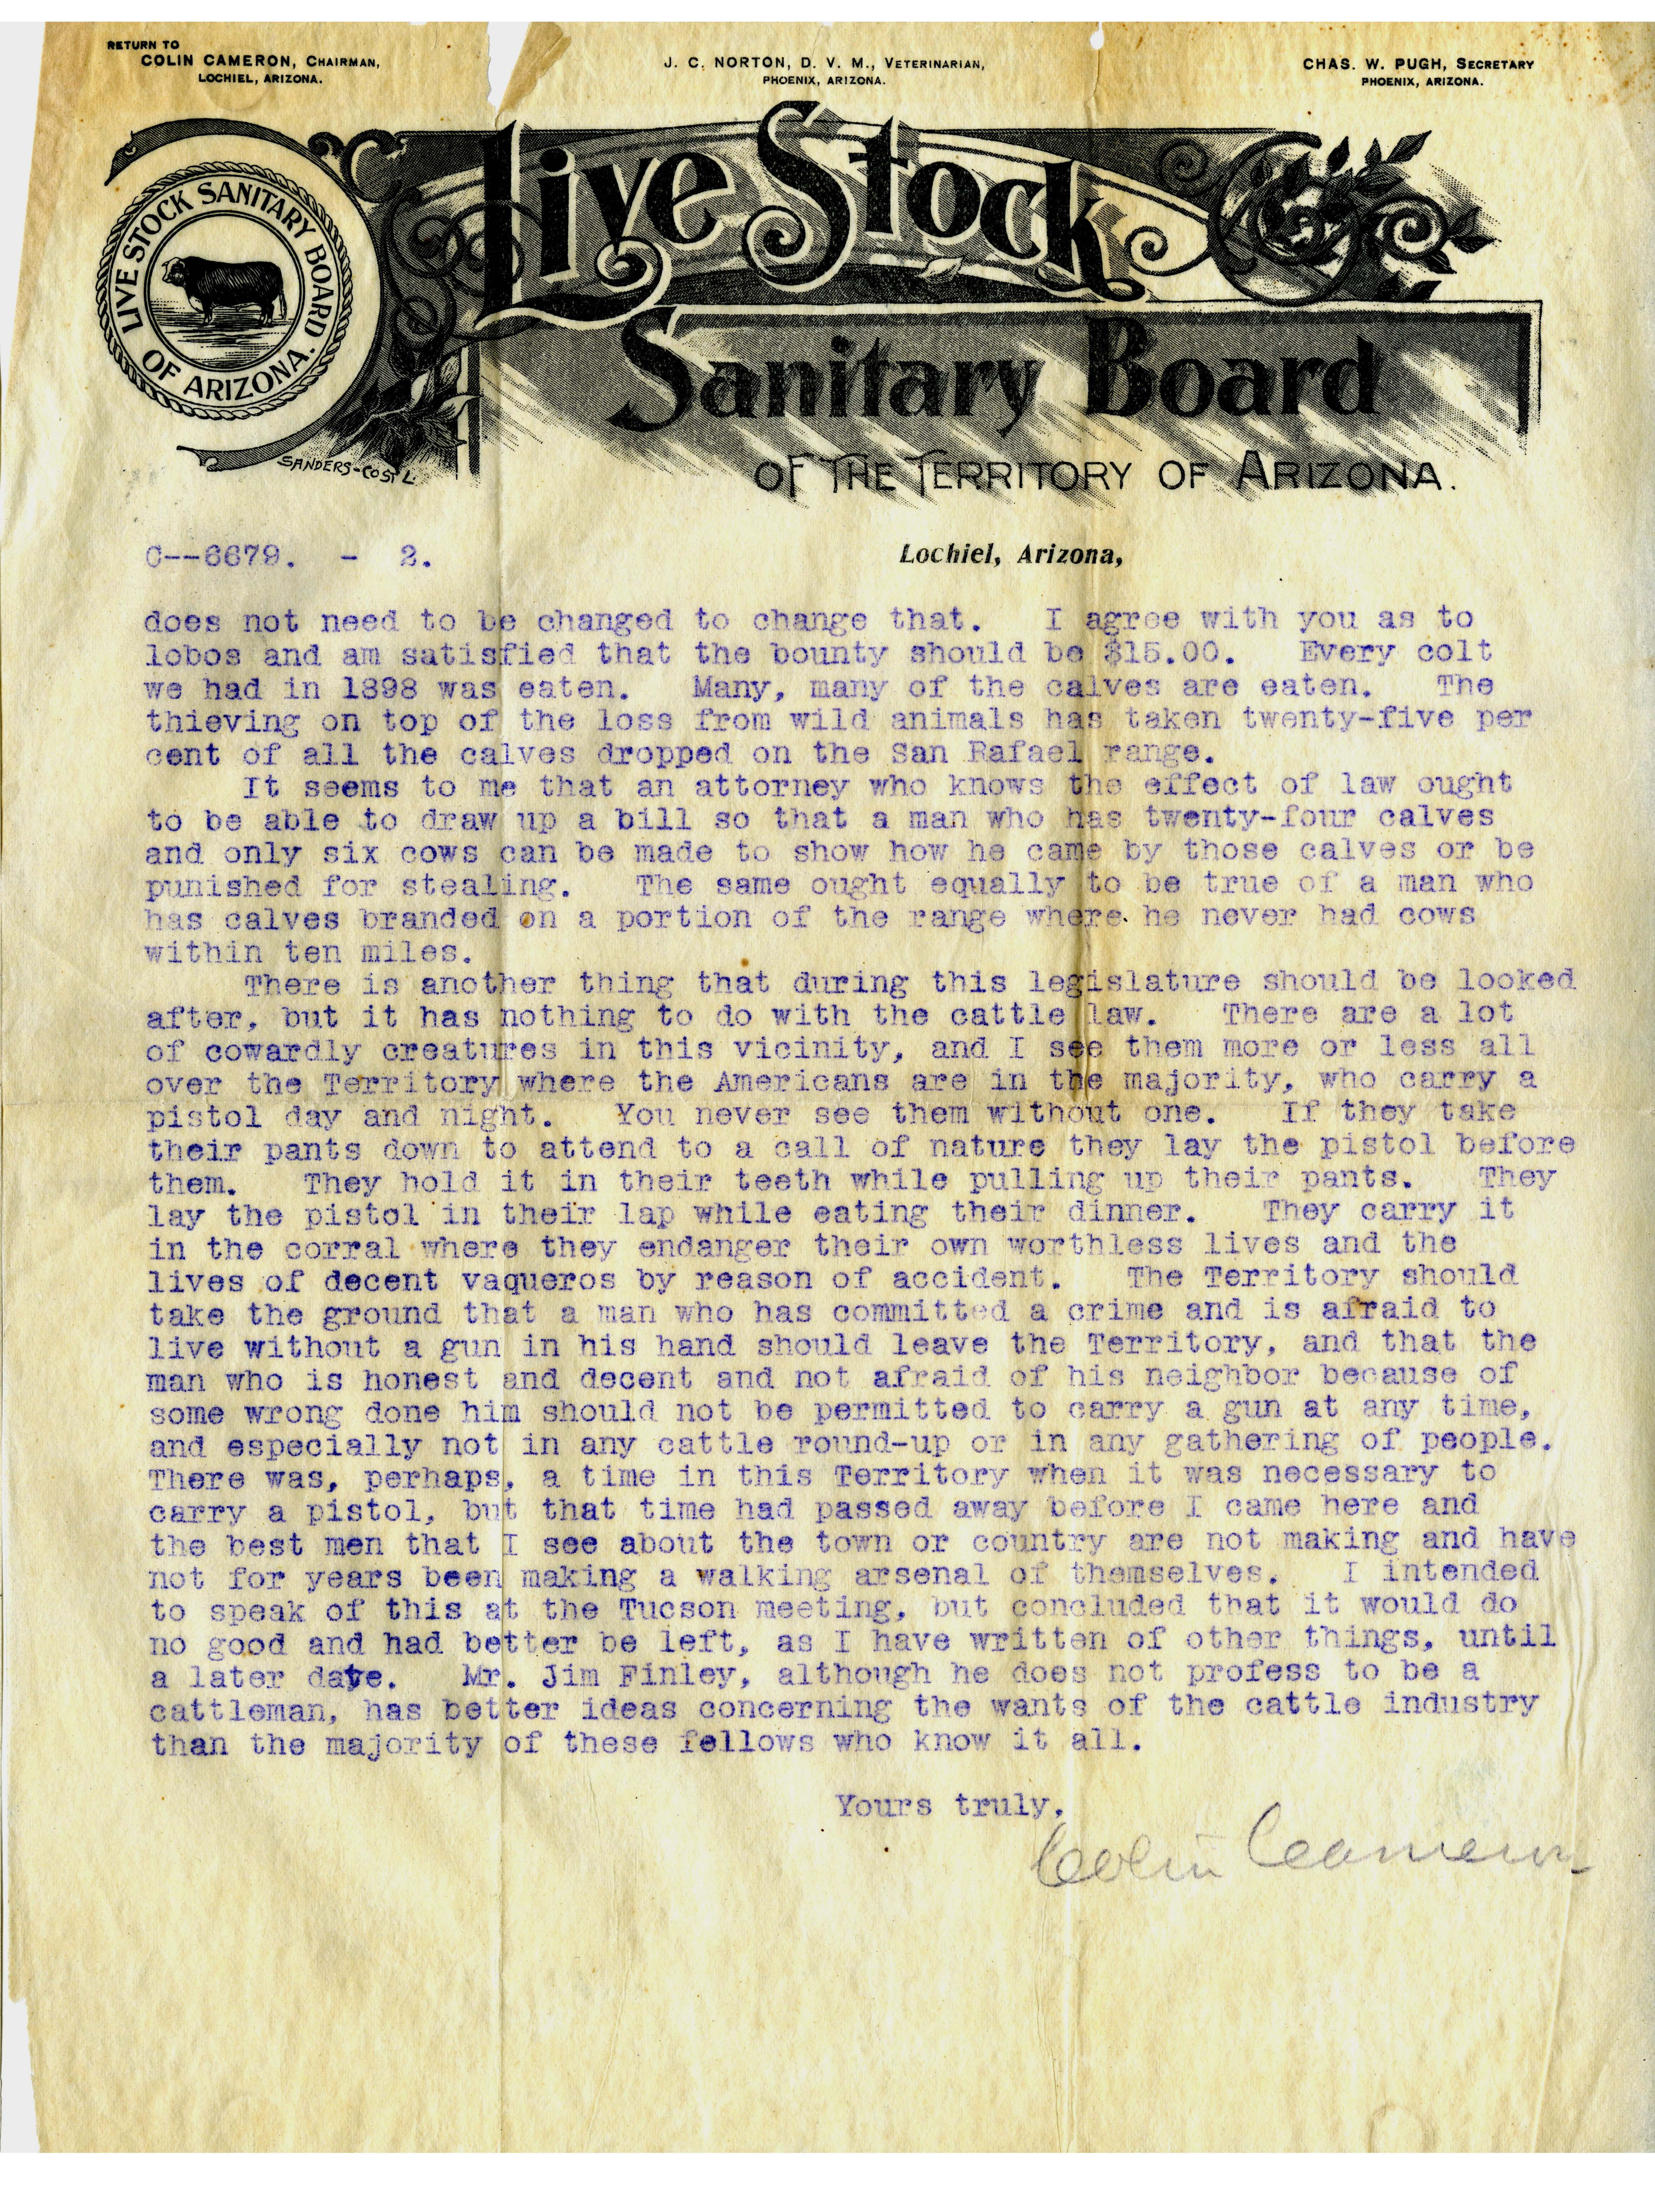 RETURN TO
COLIN CAMERON, CHAIRMAN,
LOCHIEL, ARIZONA.
J. C. NORTON, D. V. M., VETERINARIAN,
PHOENIX, ARIZONA.
CHAS. W. PUGH, SECRETARY
PHOENIX, ARIZONA.
LIVE STOCK SANITARY BOARD
OF ARIZONA.
Live Stock
Sanitary Board
OF THE TERRITORY OF ARIZONA.
SANDERS-CO ST L.
C--6679. - 2.
Lochiel, Arizona,
does not need to be changed to change that. I agree with you as to
lobos and am satisfied that the bounty should be $15.00. Every colt
we had in 1898 was eaten. Many, many of the calves are eaten. The
thieving on top of the loss from wild animals has taken twenty-five per
cent of all the calves dropped on the San Rafael range.
It seems to me that an attorney who knows the effect of law ought
to be able to draw up a bill so that a man who has twenty-four calves
and only six cows can be made to show how he came by those calves or be
punished for stealing. The same ought equally to be true of a man who
has calves branded on a portion of the range where he never had cows
within ten miles.
There is another thing that during this legislature should be looked
after, but it has nothing to do with the cattle law. There are a lot
of cowardly creatures in this vicinity, and I see them more or less all
over the Territory where the Americans are in the majority, who carry a
pistol day and night. You never see them without one. If they take
their pants down to attend to a call of nature they lay the pistol before
them. They hold it in their teeth while pulling up their pants. They
lay the pistol in their lap while eating their dinner. They carry it
in the corral where they endanger their own worthless lives and the
lives of decent vaqueros by reason of accident. The Territory should
take the ground that a man who has committed a crime and is afraid to
live without a gun in his hand should leave the Territory, and that the
man who is honest and decent and not afraid of his neighbor because of
some wrong done him should not be permitted to carry a gun at any time,
and especially not in any cattle round-up or in any gathering of people.
There was, perhaps, a time in this Territory when it was necessary to
carry a pistol, but that time had passed away before I came here and
the best men that I see about the town or country are not making and have
not for years been making a walking arsenal of themselves. I intended
to speak of this at the Tucson meeting, but concluded that it would do
no good and had better be left, as I have written of other things, until
a later date. Mr. Jim Finley, although he does not profess to be a
cattleman, has better ideas concerning the wants of the cattle industry
than the majority of these fellows who know it all.
Yours truly,
Colin Cameron